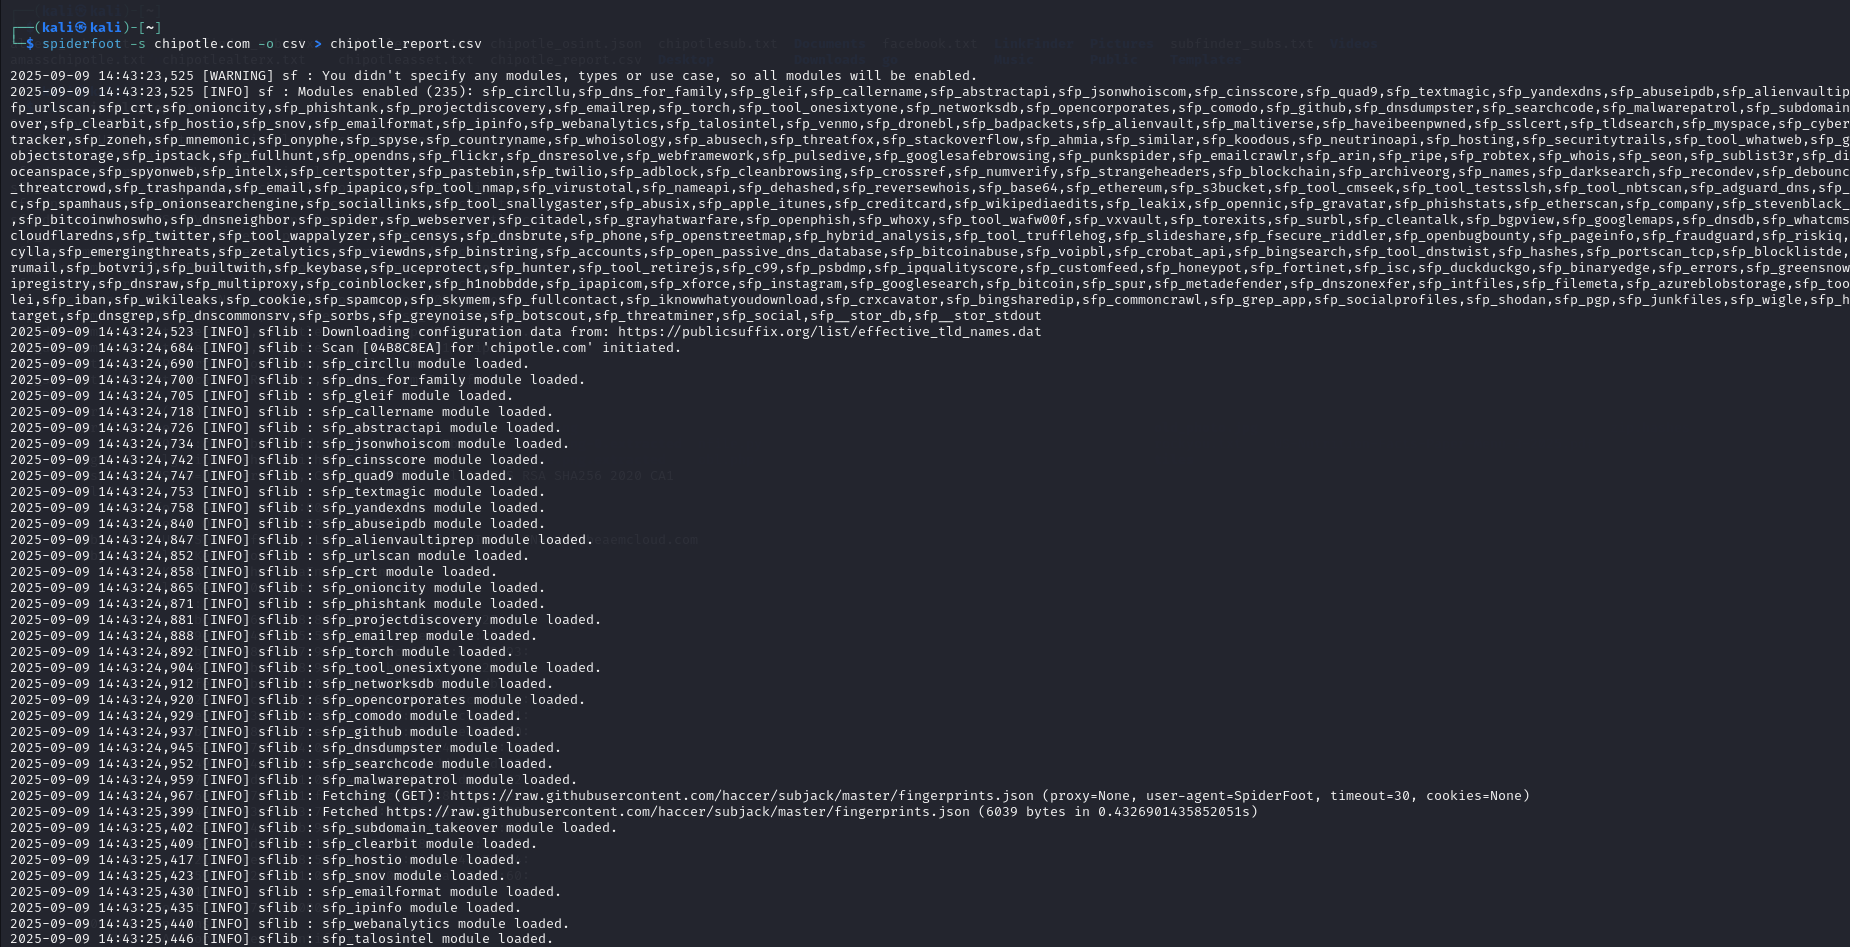 ┌──(kali㉿kali)-[~]
└─$ spiderfoot -s chipotle.com -o csv > chipotle_report.csv
2025-09-09 14:43:23,525 [WARNING] sf : You didn't specify any modules, types or use case, so all modules will be enabled.
2025-09-09 14:43:23,525 [INFO] sf : Modules enabled (235): sfp_circllu,sfp_dns_for_family,sfp_gleif,sfp_callername,sfp_abstractapi,sfp_jsonwhoiscom,sfp_cinsscore,sfp_quad9,sfp_textmagic,sfp_yandexdns,sfp_abuseipdb,sfp_alienvaultip
fp_urlscan,sfp_crt,sfp_onioncity,sfp_phishtank,sfp_projectdiscovery,sfp_emailrep,sfp_torch,sfp_tool_onesixtyone,sfp_networksdb,sfp_opencorporates,sfp_comodo,sfp_github,sfp_dnsdumpster,sfp_searchcode,sfp_malwarepatrol,sfp_subdomain
over,sfp_clearbit,sfp_hostio,sfp_snov,sfp_emailformat,sfp_ipinfo,sfp_webanalytics,sfp_talosintel,sfp_venmo,sfp_dronebl,sfp_badpackets,sfp_alienvault,sfp_maltiverse,sfp_haveibeenpwned,sfp_sslcert,sfp_tldsearch,sfp_myspace,sfp_cyber
tracker,sfp_zoneh,sfp_mnemonic,sfp_onyphe,sfp_spyse,sfp_countryname,sfp_whoisology,sfp_abusech,sfp_threatfox,sfp_stackoverflow,sfp_ahmia,sfp_similar,sfp_koodous,sfp_neutrinoapi,sfp_hosting,sfp_securitytrails,sfp_tool_whatweb,sfp_g
objectstorage,sfp_ipstack,sfp_fullhunt,sfp_opendns,sfp_flickr,sfp_dnsresolve,sfp_webframework,sfp_pulsedive,sfp_googlesafebrowsing,sfp_punkspider,sfp_emailcrawlr,sfp_arin,sfp_ripe,sfp_robtex,sfp_whois,sfp_seon,sfp_sublist3r,sfp_di
oceanspace,sfp_spyonweb,sfp_intelx,sfp_certspotter,sfp_pastebin,sfp_twilio,sfp_adblock,sfp_cleanbrowsing,sfp_crossref,sfp_numverify,sfp_strangeheaders,sfp_blockchain,sfp_archiveorg,sfp_names,sfp_darksearch,sfp_recondev,sfp_debounc
_threatcrowd,sfp_trashpanda,sfp_email,sfp_ipapico,sfp_tool_nmap,sfp_virustotal,sfp_nameapi,sfp_dehashed,sfp_reversewhois,sfp_base64,sfp_ethereum,sfp_s3bucket,sfp_tool_cmseek,sfp_tool_testsslsh,sfp_tool_nbtscan,sfp_adguard_dns,sfp_
c,sfp_spamhaus,sfp_onionsearchengine,sfp_sociallinks,sfp_tool_snallygaster,sfp_abusix,sfp_apple_itunes,sfp_creditcard,sfp_wikipediaedits,sfp_leakix,sfp_opennic,sfp_gravatar,sfp_phishstats,sfp_etherscan,sfp_company,sfp_stevenblack_
,sfp_bitcoinwhoswho,sfp_dnsneighbor,sfp_spider,sfp_webserver,sfp_citadel,sfp_grayhatwarfare,sfp_openphish,sfp_whoxy,sfp_tool_wafw00f,sfp_vxvault,sfp_torexits,sfp_surbl,sfp_cleantalk,sfp_bgpview,sfp_googlemaps,sfp_dnsdb,sfp_whatcms
cloudflaredns,sfp_twitter,sfp_tool_wappalyzer,sfp_censys,sfp_dnsbrute,sfp_phone,sfp_openstreetmap,sfp_hybrid_analysis,sfp_tool_trufflehog,sfp_slideshare,sfp_fsecure_riddler,sfp_openbugbounty,sfp_pageinfo,sfp_fraudguard,sfp_riskiq,
cylla,sfp_emergingthreats,sfp_zetalytics,sfp_viewdns,sfp_binstring,sfp_accounts,sfp_open_passive_dns_database,sfp_bitcoinabuse,sfp_voipbl,sfp_crobat_api,sfp_bingsearch,sfp_tool_dnstwist,sfp_hashes,sfp_portscan_tcp,sfp_blocklistde,
rumail,sfp_botvrij,sfp_builtwith,sfp_keybase,sfp_uceprotect,sfp_hunter,sfp_tool_retirejs,sfp_c99,sfp_psbdmp,sfp_ipqualityscore,sfp_customfeed,sfp_honeypot,sfp_fortinet,sfp_isc,sfp_duckduckgo,sfp_binaryedge,sfp_errors,sfp_greensnow
ipregistry,sfp_dnsraw,sfp_multiproxy,sfp_coinblocker,sfp_h1nobbdde,sfp_ipapicom,sfp_xforce,sfp_instagram,sfp_googlesearch,sfp_bitcoin,sfp_spur,sfp_metadefender,sfp_dnszonexfer,sfp_intfiles,sfp_filemeta,sfp_azureblobstorage,sfp_too
lei,sfp_iban,sfp_wikileaks,sfp_cookie,sfp_spamcop,sfp_skymem,sfp_fullcontact,sfp_iknowwhatyoudownload,sfp_crxcavator,sfp_bingsharedip,sfp_commoncrawl,sfp_grep_app,sfp_socialprofiles,sfp_shodan,sfp_pgp,sfp_junkfiles,sfp_wigle,sfp_h
target,sfp_dnsgrep,sfp_dnscommonsrv,sfp_sorbs,sfp_greynoise,sfp_botscout,sfp_threatminer,sfp_social,sfp__stor_db,sfp__stor_stdout
2025-09-09 14:43:24,523 [INFO] sflib : Downloading configuration data from: https://publicsuffix.org/list/effective_tld_names.dat
2025-09-09 14:43:24,684 [INFO] sflib : Scan [04B8C8EA] for 'chipotle.com' initiated.
2025-09-09 14:43:24,690 [INFO] sflib : sfp_circllu module loaded.
2025-09-09 14:43:24,700 [INFO] sflib : sfp_dns_for_family module loaded.
2025-09-09 14:43:24,705 [INFO] sflib : sfp_gleif module loaded.
2025-09-09 14:43:24,718 [INFO] sflib : sfp_callername module loaded.
2025-09-09 14:43:24,726 [INFO] sflib : sfp_abstractapi module loaded.
2025-09-09 14:43:24,734 [INFO] sflib : sfp_jsonwhoiscom module loaded.
2025-09-09 14:43:24,742 [INFO] sflib : sfp_cinsscore module loaded.
2025-09-09 14:43:24,747 [INFO] sflib : sfp_quad9 module loaded.
2025-09-09 14:43:24,753 [INFO] sflib : sfp_textmagic module loaded.
2025-09-09 14:43:24,758 [INFO] sflib : sfp_yandexdns module loaded.
2025-09-09 14:43:24,840 [INFO] sflib : sfp_abuseipdb module loaded.
2025-09-09 14:43:24,847 [INFO] sflib : sfp_alienvaultiprep module loaded.
2025-09-09 14:43:24,852 [INFO] sflib : sfp_urlscan module loaded.
2025-09-09 14:43:24,858 [INFO] sflib : sfp_crt module loaded.
2025-09-09 14:43:24,865 [INFO] sflib : sfp_onioncity module loaded.
2025-09-09 14:43:24,871 [INFO] sflib : sfp_phishtank module loaded.
2025-09-09 14:43:24,881 [INFO] sflib : sfp_projectdiscovery module loaded.
2025-09-09 14:43:24,888 [INFO] sflib : sfp_emailrep module loaded.
2025-09-09 14:43:24,892 [INFO] sflib : sfp_torch module loaded.
2025-09-09 14:43:24,904 [INFO] sflib : sfp_tool_onesixtyone module loaded.
2025-09-09 14:43:24,912 [INFO] sflib : sfp_networksdb module loaded.
2025-09-09 14:43:24,920 [INFO] sflib : sfp_opencorporates module loaded.
2025-09-09 14:43:24,929 [INFO] sflib : sfp_comodo module loaded.
2025-09-09 14:43:24,937 [INFO] sflib : sfp_github module loaded.
2025-09-09 14:43:24,945 [INFO] sflib : sfp_dnsdumpster module loaded.
2025-09-09 14:43:24,952 [INFO] sflib : sfp_searchcode module loaded.
2025-09-09 14:43:24,959 [INFO] sflib : sfp_malwarepatrol module loaded.
2025-09-09 14:43:24,967 [INFO] sflib : Fetching (GET): https://raw.githubusercontent.com/haccer/subjack/master/fingerprints.json (proxy=None, user-agent=SpiderFoot, timeout=30, cookies=None)
2025-09-09 14:43:25,399 [INFO] sflib : Fetched https://raw.githubusercontent.com/haccer/subjack/master/fingerprints.json (6039 bytes in 0.4326901435852051s)
2025-09-09 14:43:25,402 [INFO] sflib : sfp_subdomain_takeover module loaded.
2025-09-09 14:43:25,409 [INFO] sflib : sfp_clearbit module loaded.
2025-09-09 14:43:25,417 [INFO] sflib : sfp_hostio module loaded.
2025-09-09 14:43:25,423 [INFO] sflib : sfp_snov module loaded.
2025-09-09 14:43:25,430 [INFO] sflib : sfp_emailformat module loaded.
2025-09-09 14:43:25,435 [INFO] sflib : sfp_ipinfo module loaded.
2025-09-09 14:43:25,440 [INFO] sflib : sfp_webanalytics module loaded.
2025-09-09 14:43:25,446 [INFO] sflib : sfp_talosintel module loaded.